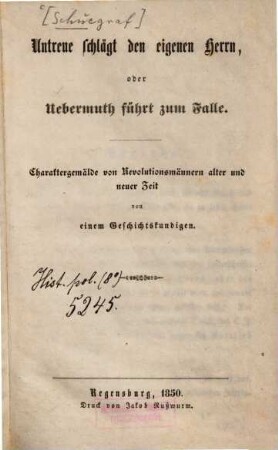 [Schuegraf]
Untreue schlägt den eigenen Herrn,
oder
Uebermuth führt zum Falle.
Charaktergemälde von Revolutionsmännern alter und
neuer Zeit
von
einem Geschichtskundigen.
Hist. pol. (8°)
5245.
Regensburg, 1850.
Druck von Jakob Rußwurm.